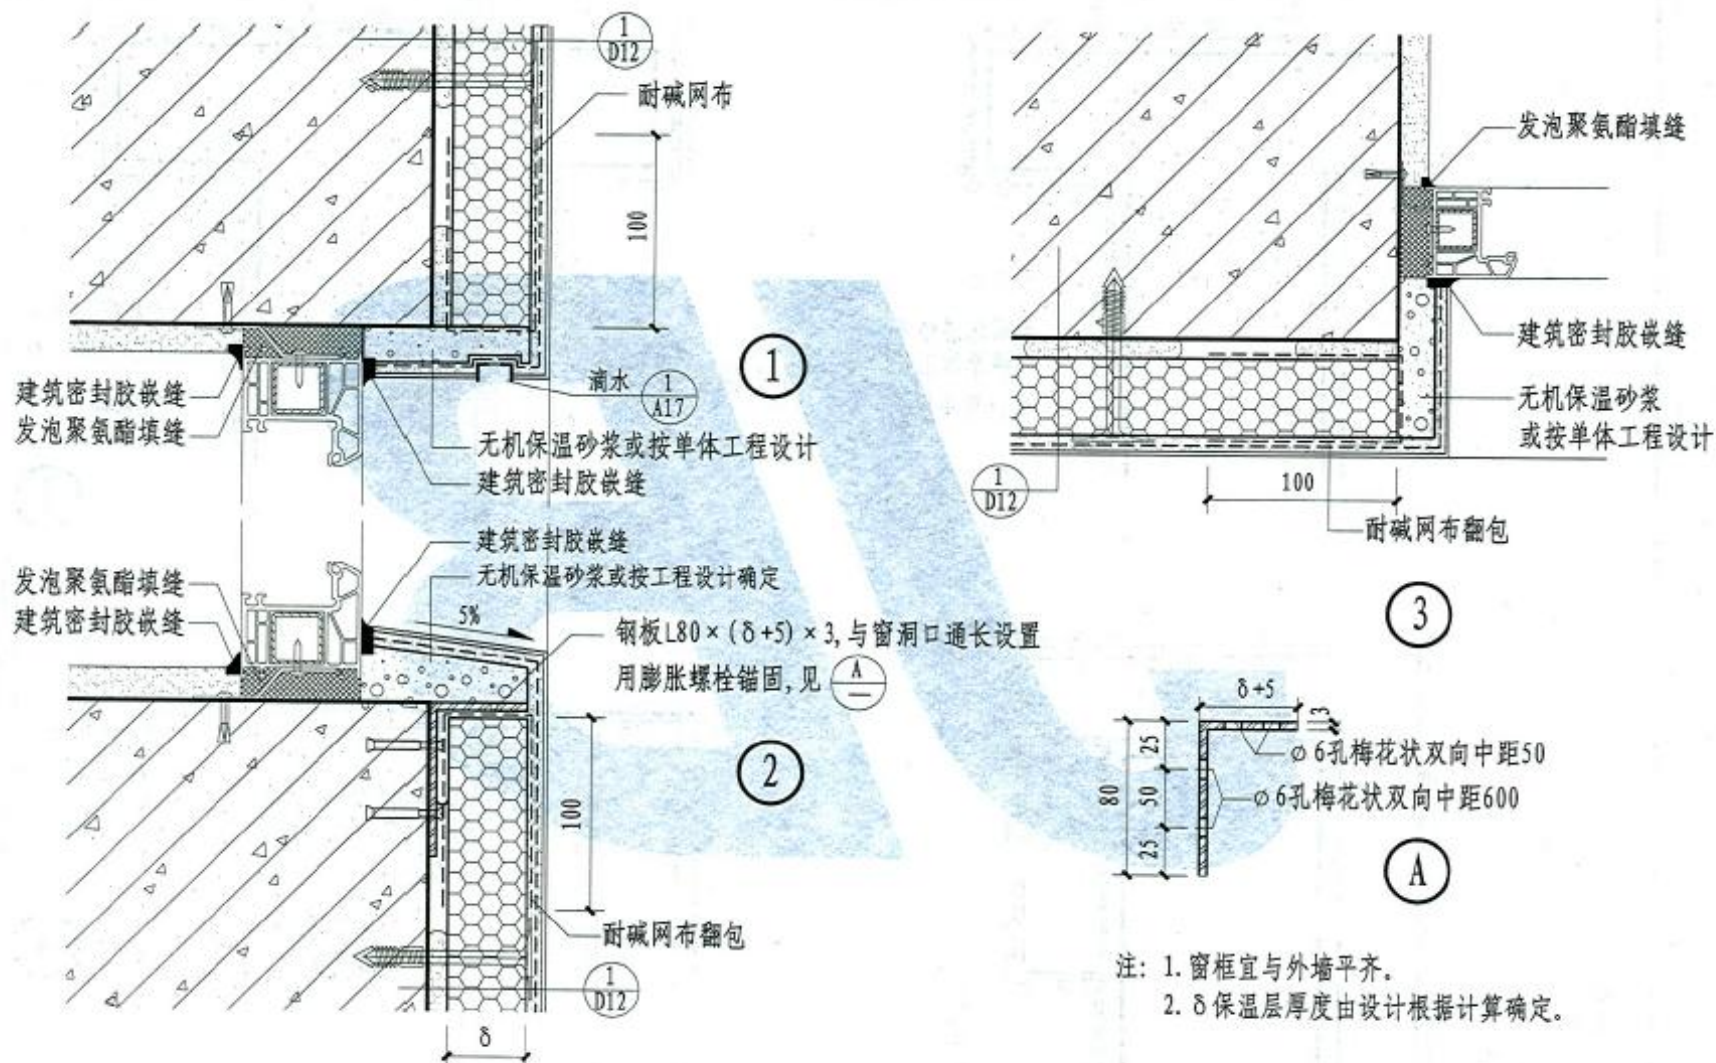 1
D12
耐碱网布
100
建筑密封胶嵌缝
发泡聚氨酯填缝
滴水
1
A17
无机保温砂浆或按单体工程设计
建筑密封胶嵌缝
1
建筑密封胶嵌缝
无机保温砂浆或按工程设计确定
发泡聚氨酯填缝
建筑密封胶嵌缝
5%
钢板L80×(δ+5)×3,与窗洞口通长设置
用膨胀螺栓锚固,见 A
—
2
100
耐碱网布翻包
1
D12
δ
发泡聚氨酯填缝
建筑密封胶嵌缝
无机保温砂浆
或按单体工程设计
1
D12
100
耐碱网布翻包
3
δ+5
3
25
80
50
25
∅6孔梅花状双向中距50
∅6孔梅花状双向中距600
A
注: 1. 窗框宜与外墙平齐。
2. δ保温层厚度由设计根据计算确定。